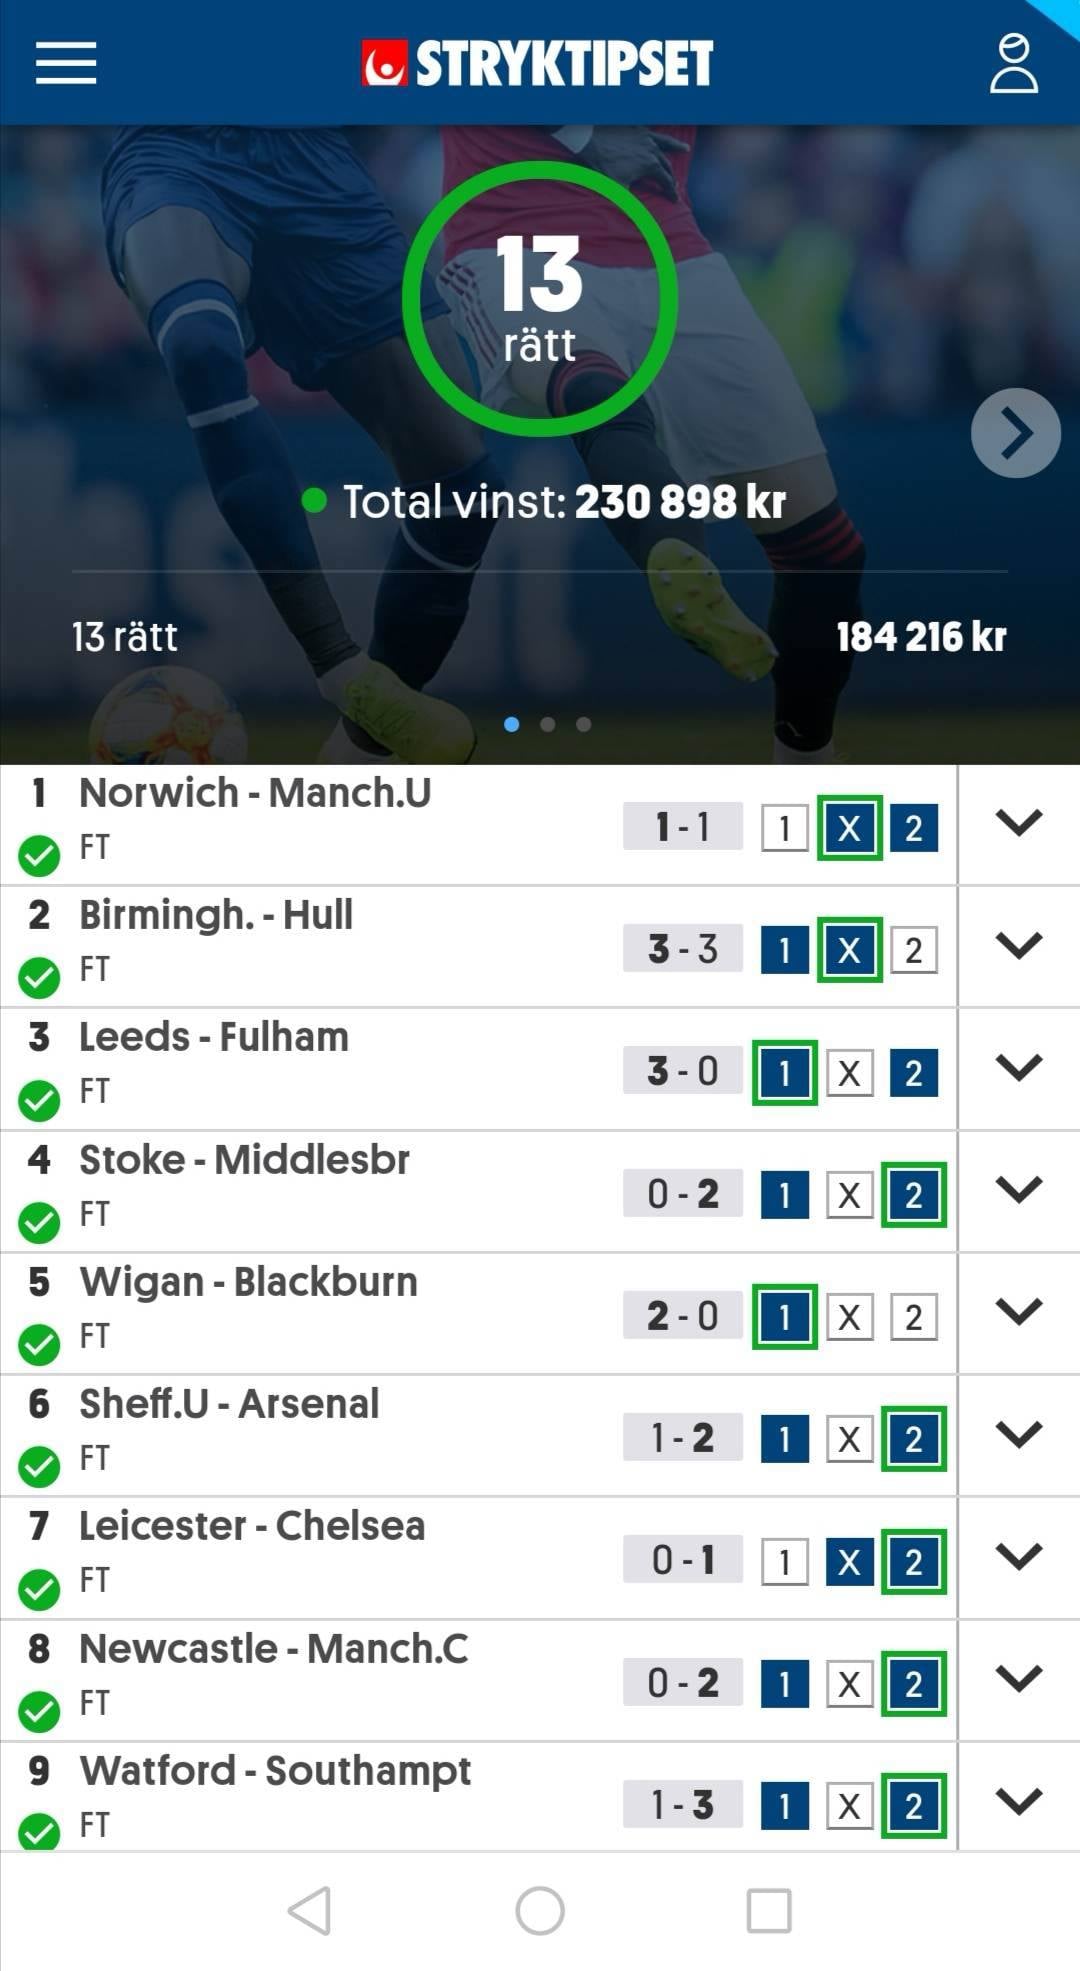 STRYKTIPSET
13
rätt
Total vinst: 230 898 kr
13 rätt 184 216 kr
1 Norwich - Manch.U
FT 1 - 1 1 X 2
2 Birmingh. - Hull
FT 3 - 3 1 X 2
3 Leeds - Fulham
FT 3 - 0 1 X 2
4 Stoke - Middlesbr
FT 0 - 2 1 X 2
5 Wigan - Blackburn
FT 2 - 0 1 X 2
6 Sheff.U - Arsenal
FT 1 - 2 1 X 2
7 Leicester - Chelsea
FT 0 - 1 1 X 2
8 Newcastle - Manch.C
FT 0 - 2 1 X 2
9 Watford - Southampt
FT 1 - 3 1 X 2